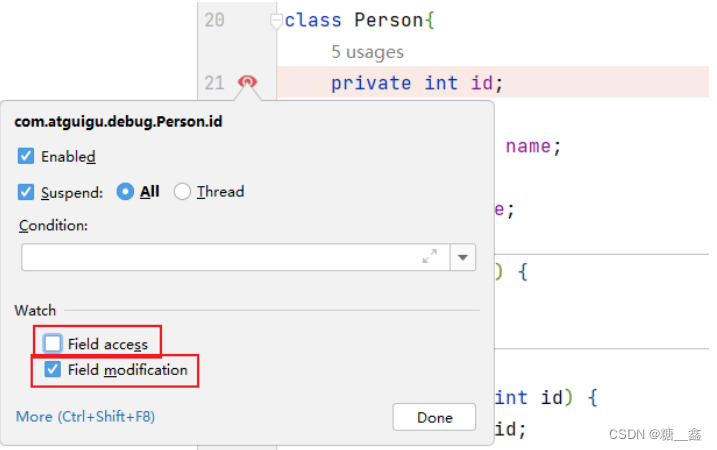 20 class Person{
5 usages
21 private int id;
com.atguigu.debug.Person.id
Enabled
name;
Suspend: All Thread
e;
Condition:
) {
Watch
Field access
Field modification
int id) {
More (Ctrl+Shift+F8) Done
id;
CSDN @糖__鑫